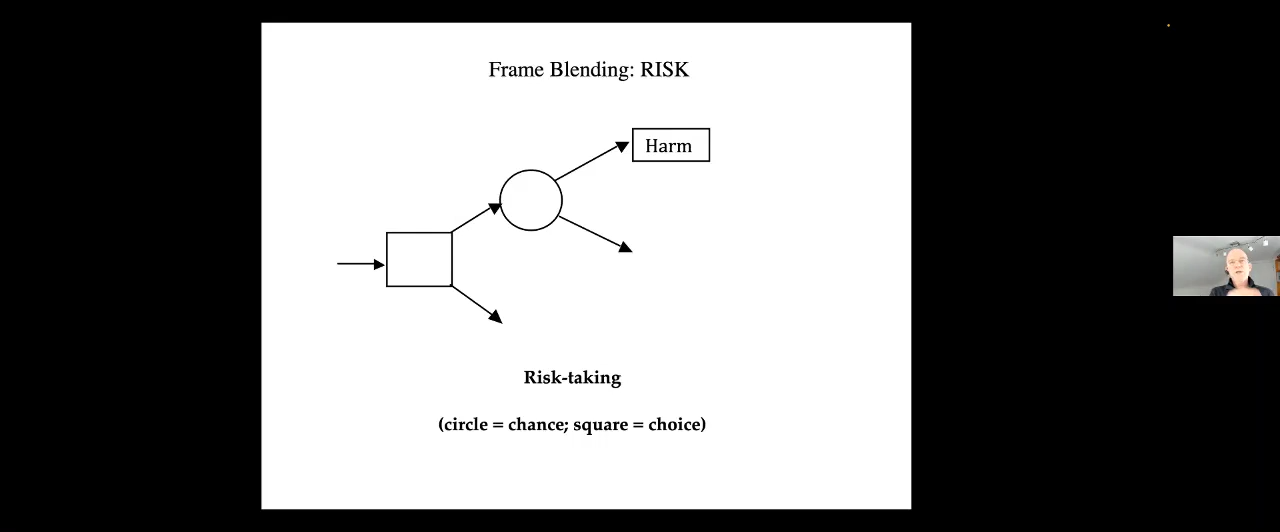 Frame Blending: RISK
Harm
Risk-taking
(circle = chance; square = choice)